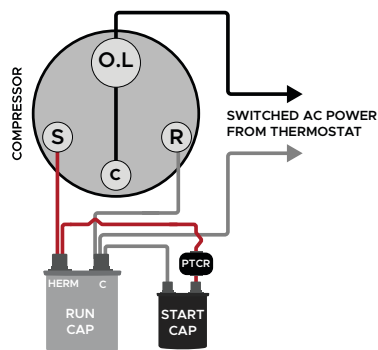 COMPRESSOR
O.L
S
R
C
SWITCHED AC POWER
FROM THERMOSTAT
PTCR
HERM
C
RUN
CAP
START
CAP